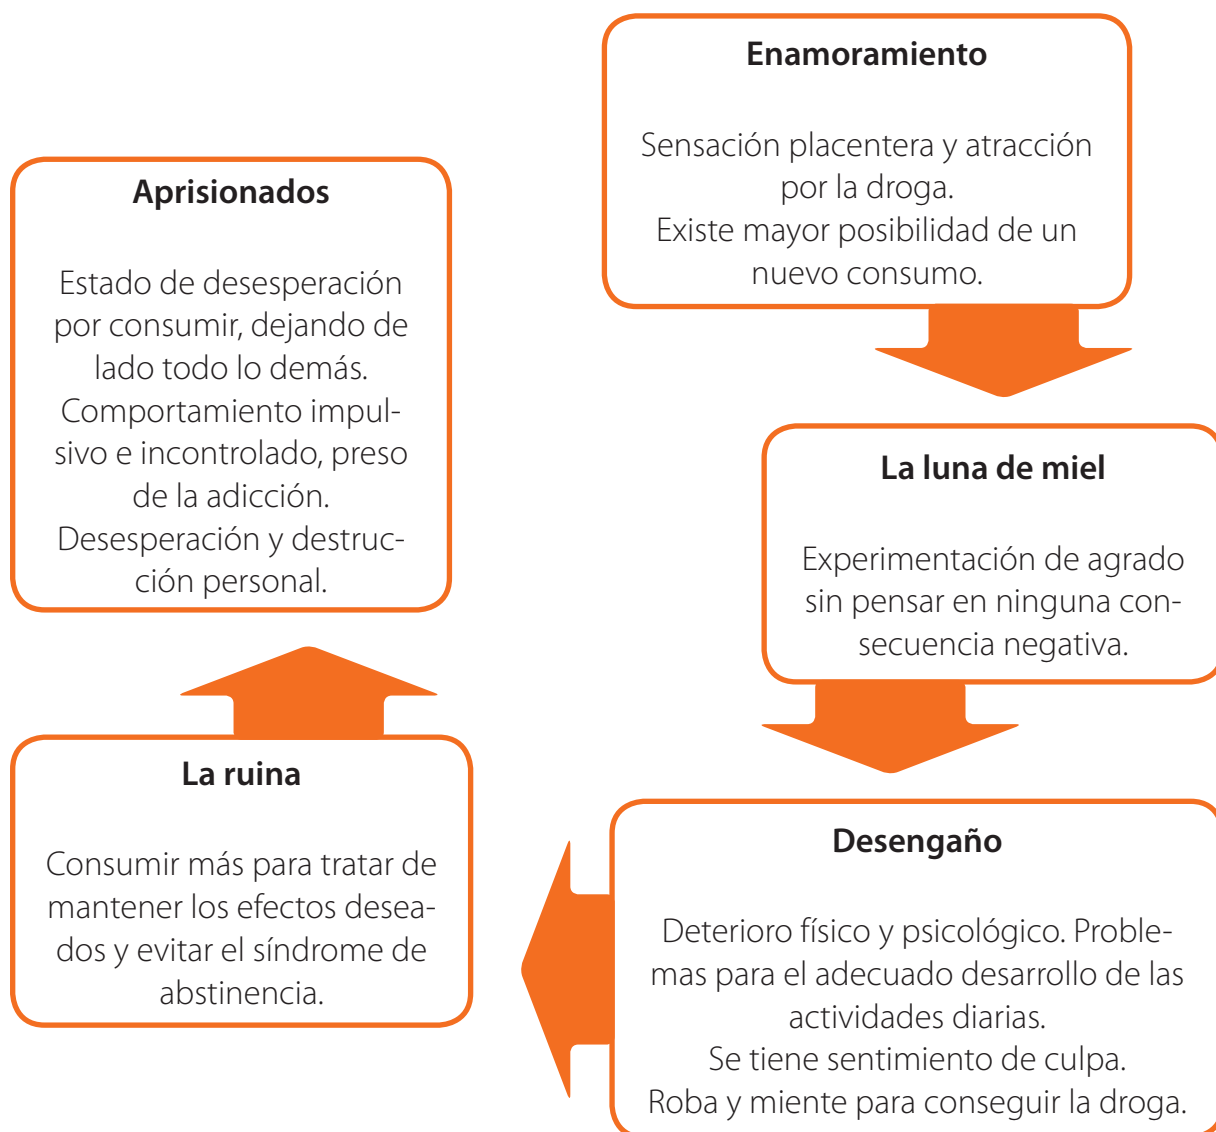 Enamoramiento
Sensación placentera y atracción
por la droga.
Existe mayor posibilidad de un
nuevo consumo.
La luna de miel
Experimentación de agrado
sin pensar en ninguna con-
secuencia negativa.
Desengaño
Deterioro físico y psicológico. Proble-
mas para el adecuado desarrollo de las
actividades diarias.
Se tiene sentimiento de culpa.
Roba y miente para conseguir la droga.
La ruina
Consumir más para tratar de
mantener los efectos desea-
dos y evitar el síndrome de
abstinencia.
Aprisionados
Estado de desesperación
por consumir, dejando de
lado todo lo demás.
Comportamiento impul-
sivo e incontrolado, preso
de la adicción.
Desesperación y destruc-
ción personal.